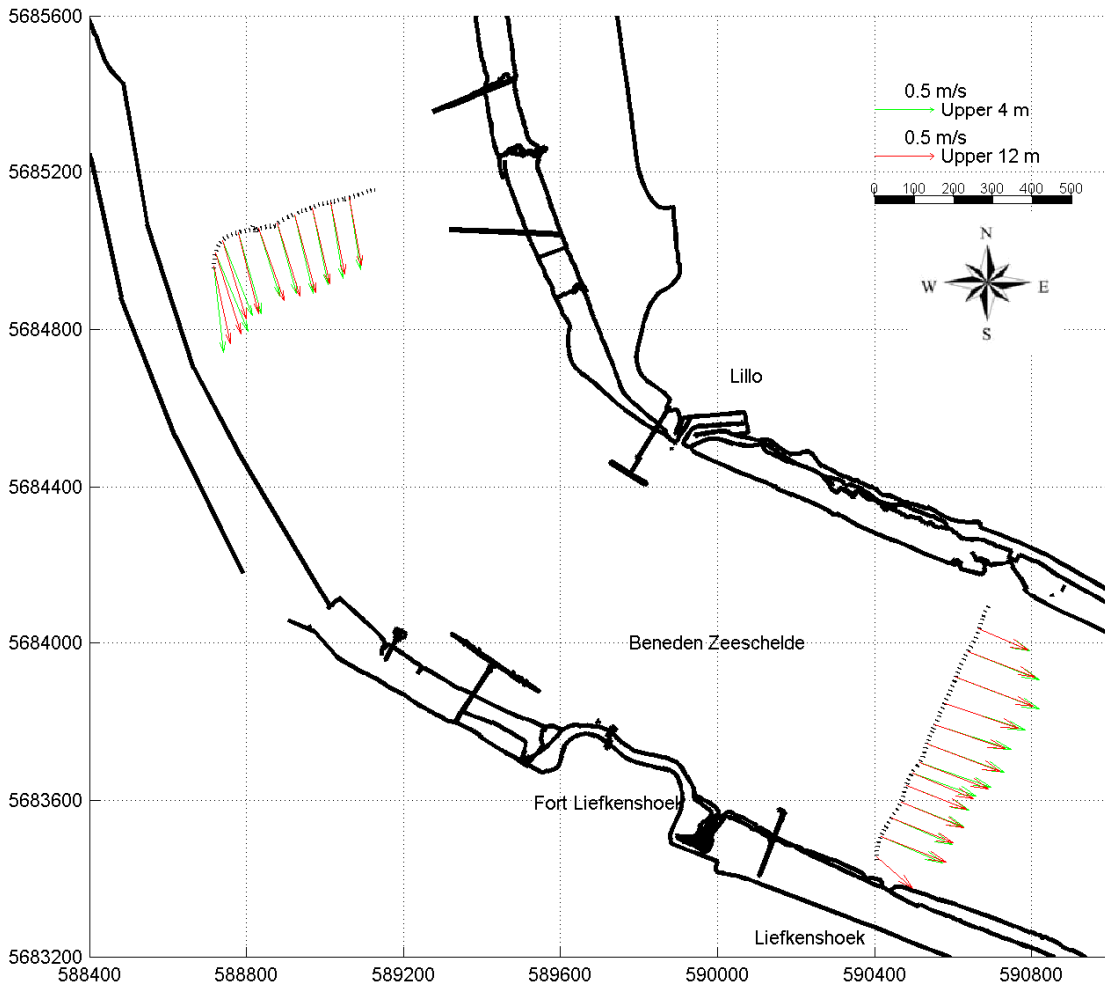 5685600
5685200
5684800
5684400
5684000
5683600
5683200
588400 588800 589200 589600 590000 590400 590800
0.5 m/s
Upper 4 m
0.5 m/s
Upper 12 m
0 100 200 300 400 500
N
W E
S
Lillo
Beneden Zeeschelde
Fort Liefkenshoek
Liefkenshoek